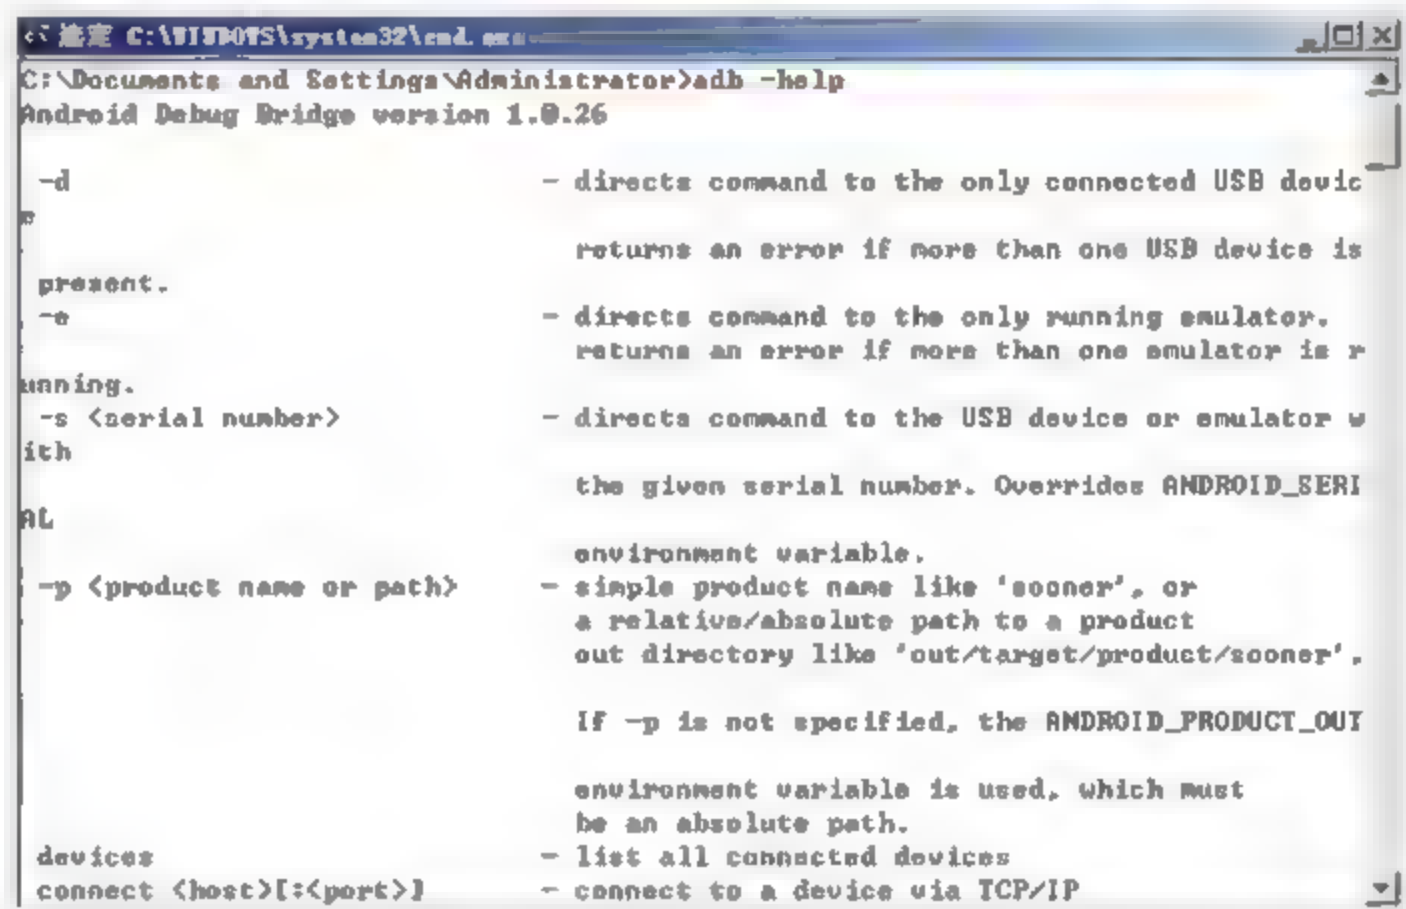 C:\WINDOWS\system32\cmd.exe
C:\Documents and Settings\Administrator>adb -help
Android Debug Bridge version 1.0.26
-d - directs command to the only connected USB devic
e
returns an error if more than one USB device is
present.
-e - directs command to the only running emulator.
returns an error if more than one emulator is r
unning.
-s <serial number> - directs command to the USB device or emulator w
ith
the given serial number. Overrides ANDROID_SERI
AL
environment variable.
-p <product name or path> - simple product name like 'sooner', or
a relative/absolute path to a product
out directory like 'out/target/product/sooner'.
If -p is not specified, the ANDROID_PRODUCT_OUT
environment variable is used, which must
be an absolute path.
devices - list all connected devices
connect <host>[:<port>] - connect to a device via TCP/IP